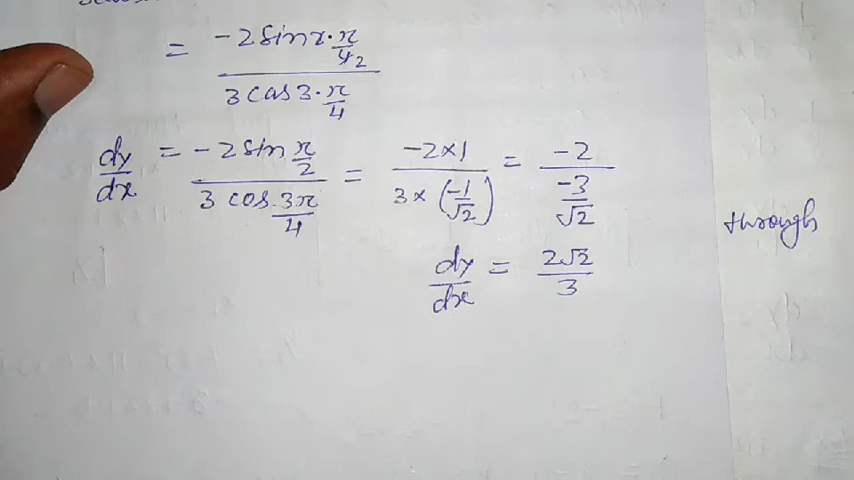 = -2 sin x · π/4 2
3 cos 3 · π/4
dy/dx = -2 sin π/2 / 3 cos 3π/4 = -2×1 / 3×(-1/√2) = -2 / -3/√2
through
dy/dx = 2√2/3